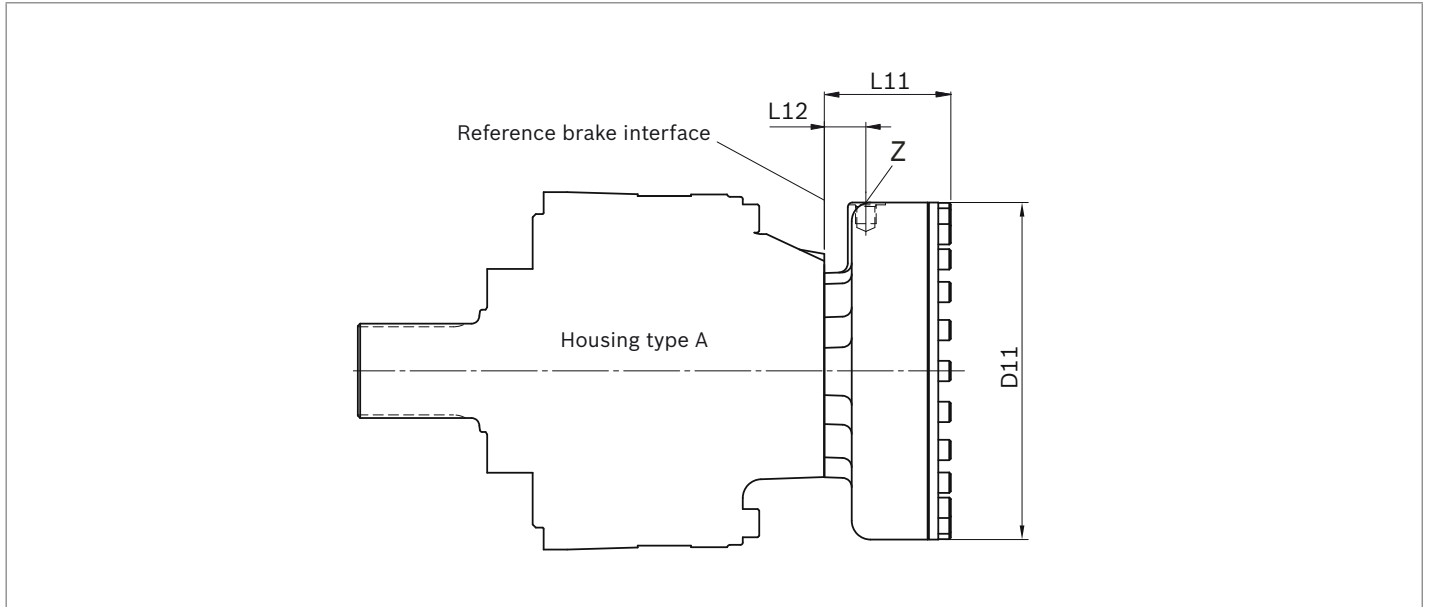 L11
L12
Reference brake interface
Z
Housing type A
D11